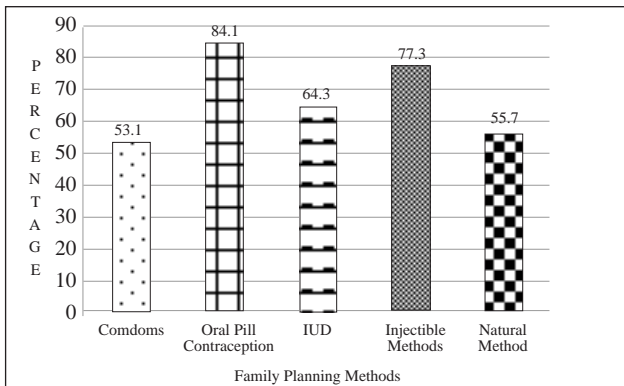 90
80
70
60
50
40
30
20
10
0
PERCENTAGE
53.1
84.1
64.3
77.3
55.7
Comdoms
Oral Pill
Contraception
IUD
Injectible
Methods
Natural
Method
Family Planning Methods